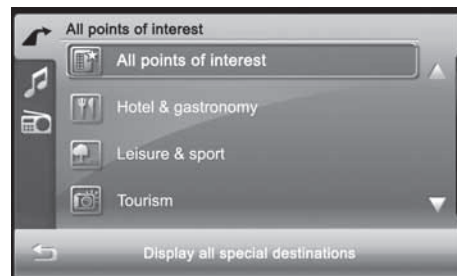 All points of interest
All points of interest
Hotel & gastronomy
Leisure & sport
Tourism
Display all special destinations